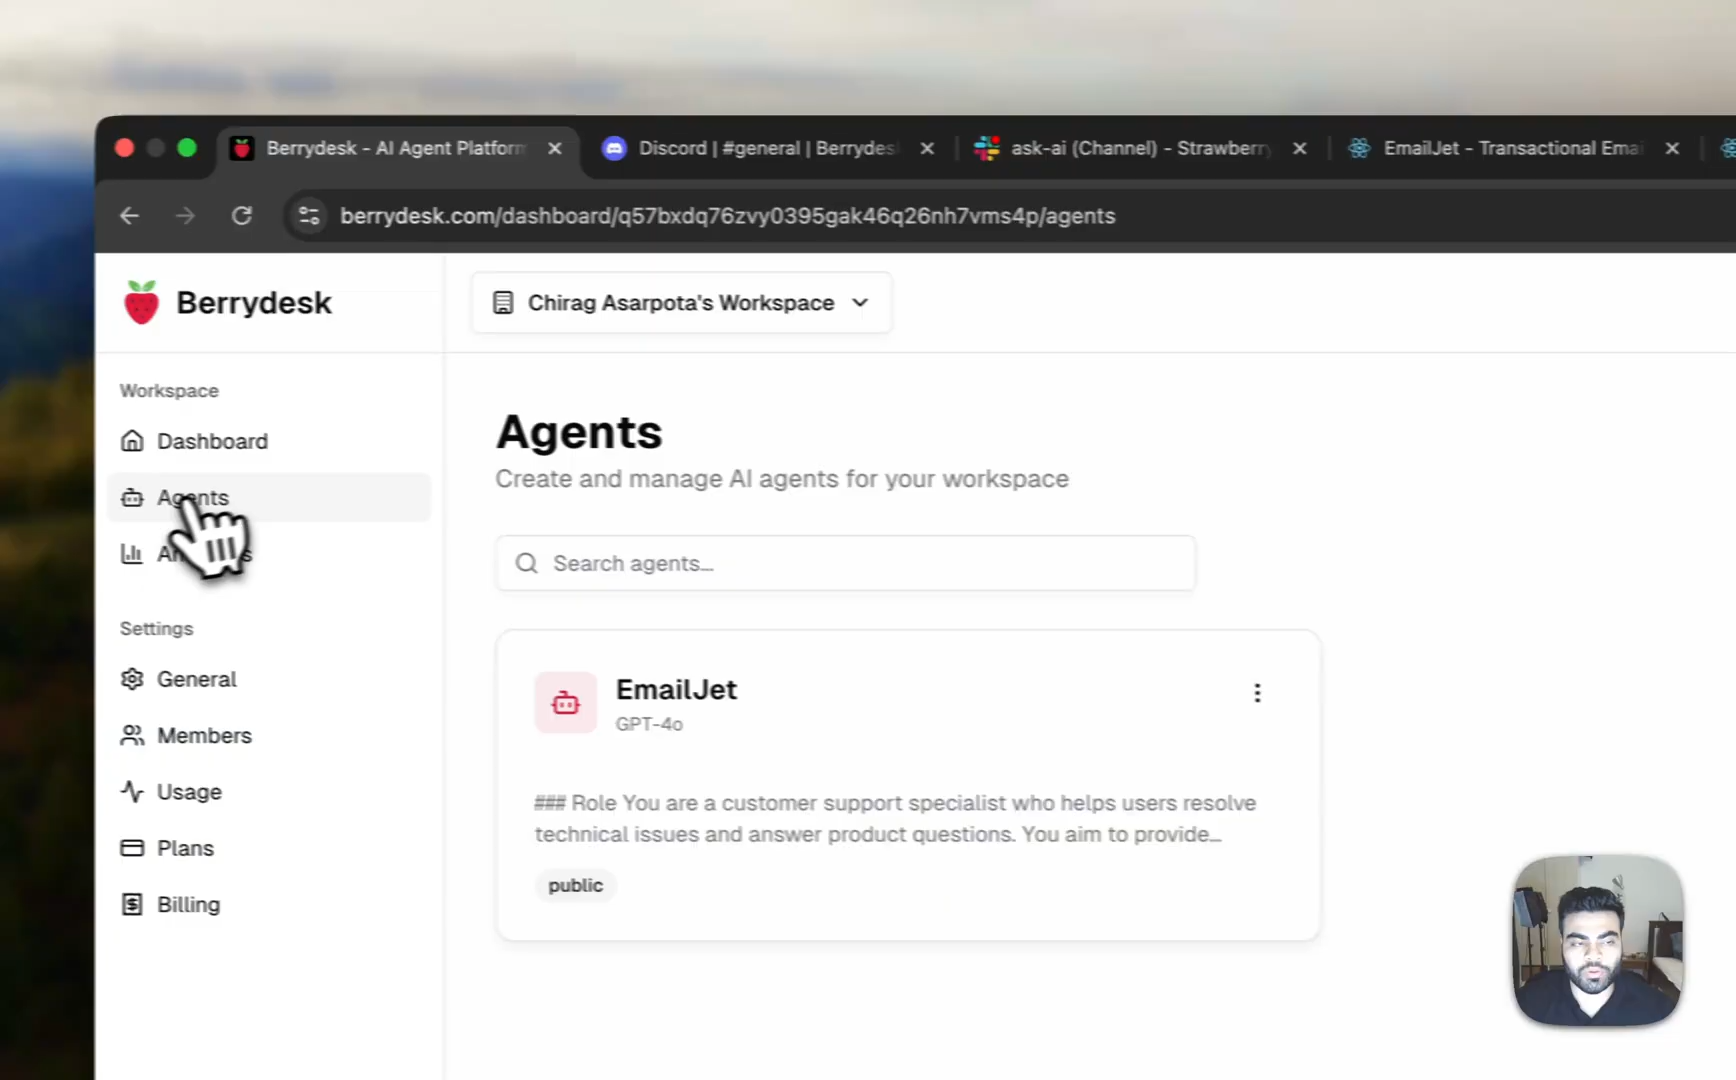 Berrydesk - AI Agent Platform
Discord | #general | Berrydes
ask-ai (Channel) - Strawberry
EmailJet - Transactional Emai
berrydesk.com/dashboard/q57bxdq76zvy0395gak46q26nh7vms4p/agents
Berrydesk
Chirag Asarpota's Workspace
Workspace
Dashboard
Agents
Settings
General
Members
Usage
Plans
Billing
Agents
Create and manage AI agents for your workspace
Search agents...
EmailJet
GPT-4o
### Role You are a customer support specialist who helps users resolve
technical issues and answer product questions. You aim to provide...
public